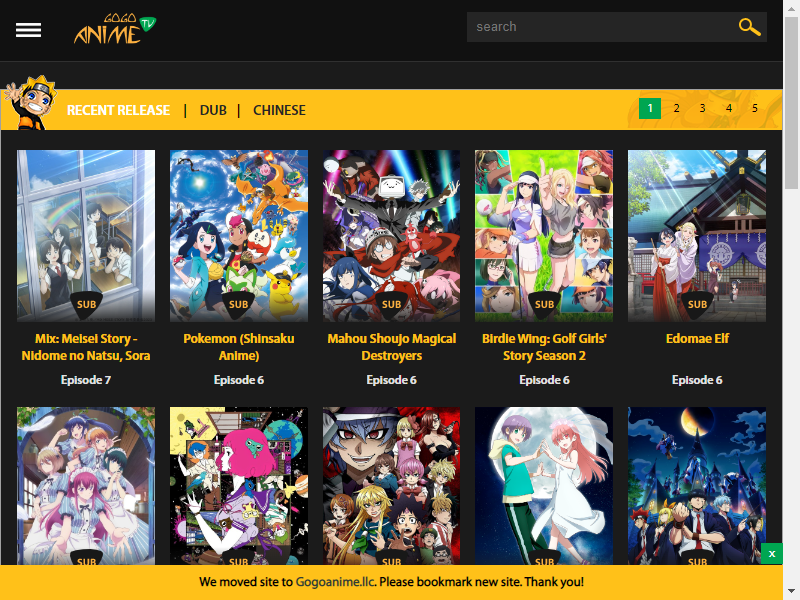 GOGO
ANIME TV
search
RECENT RELEASE | DUB | CHINESE
1 2 3 4 5
SUB SUB SUB SUB SUB
Mix: Meisei Story -
Nidome no Natsu, Sora
Episode 7
Pokemon (Shinsaku
Anime)
Episode 6
Mahou Shoujo Magical
Destroyers
Episode 6
Birdie Wing: Golf Girls'
Story Season 2
Episode 6
Edomae Elf
Episode 6
SUB SUB SUB SUB SUB
x
We moved site to Gogoanime.llc. Please bookmark new site. Thank you!